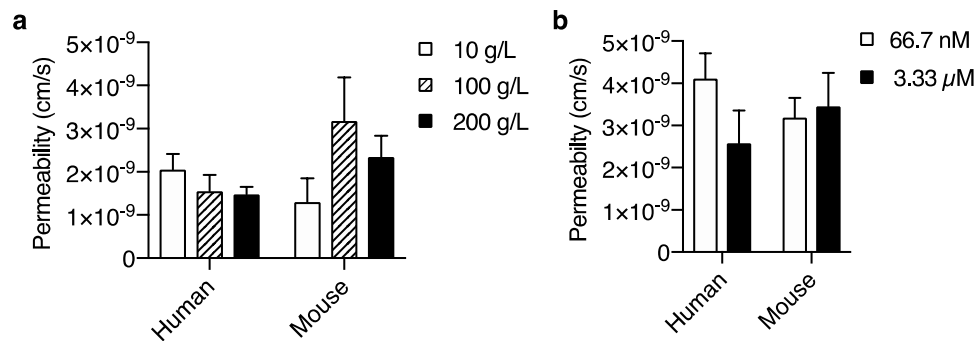 a
Permeability (cm/s)
5×10⁻⁹
4×10⁻⁹
3×10⁻⁹
2×10⁻⁹
1×10⁻⁹
0
Human
Mouse
10 g/L
100 g/L
200 g/L
b
Permeability (cm/s)
5×10⁻⁹
4×10⁻⁹
3×10⁻⁹
2×10⁻⁹
1×10⁻⁹
0
Human
Mouse
66.7 nM
3.33 µM